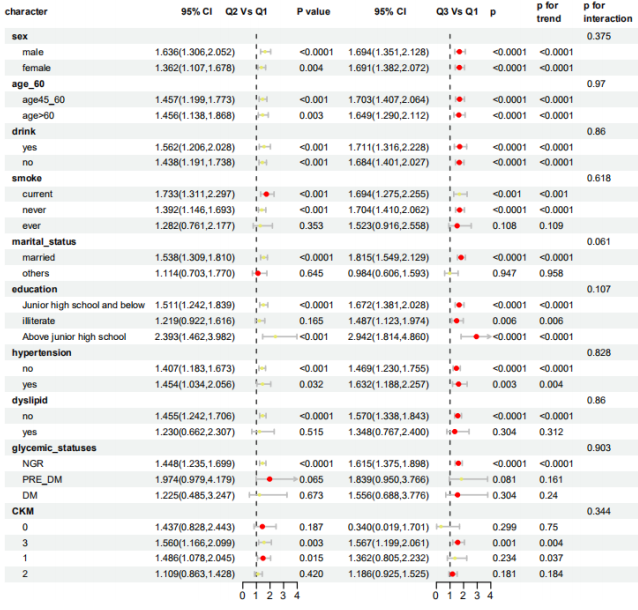 character 95% CI Q2 Vs Q1 P value 95% CI Q3 Vs Q1 p p for trend p for interaction
sex 0.375
male 1.636(1.306,2.052) <0.0001 1.694(1.351,2.128) <0.0001 <0.0001
female 1.362(1.107,1.678) 0.004 1.691(1.382,2.072) <0.0001 <0.0001
age_60 0.97
age45_60 1.457(1.199,1.773) <0.001 1.703(1.407,2.064) <0.0001 <0.0001
age>60 1.456(1.138,1.868) 0.003 1.649(1.290,2.112) <0.0001 <0.0001
drink 0.86
yes 1.562(1.206,2.028) <0.001 1.711(1.316,2.228) <0.0001 <0.0001
no 1.438(1.191,1.738) <0.001 1.684(1.401,2.027) <0.0001 <0.0001
smoke 0.618
current 1.733(1.311,2.297) <0.001 1.694(1.275,2.255) <0.001 <0.001
never 1.392(1.146,1.693) <0.001 1.704(1.410,2.062) <0.0001 <0.0001
ever 1.282(0.761,2.177) 0.353 1.523(0.916,2.558) 0.108 0.109
marital_status 0.061
married 1.538(1.309,1.810) <0.0001 1.815(1.549,2.129) <0.0001 <0.0001
others 1.114(0.703,1.770) 0.645 0.984(0.606,1.593) 0.947 0.958
education 0.107
Junior high school and below 1.511(1.242,1.839) <0.0001 1.672(1.381,2.028) <0.0001 <0.0001
illiterate 1.219(0.922,1.616) 0.165 1.487(1.123,1.974) 0.006 0.006
Above junior high school 2.393(1.462,3.982) <0.001 2.942(1.814,4.860) <0.0001 <0.0001
hypertension 0.828
no 1.407(1.183,1.673) <0.001 1.469(1.230,1.755) <0.0001 <0.0001
yes 1.454(1.034,2.056) 0.032 1.632(1.188,2.257) 0.003 0.004
dyslipid 0.86
no 1.455(1.242,1.706) <0.0001 1.570(1.338,1.843) <0.0001 <0.0001
yes 1.230(0.662,2.307) 0.515 1.348(0.767,2.400) 0.304 0.312
glycemic_statuses 0.903
NGR 1.448(1.235,1.699) <0.0001 1.615(1.375,1.898) <0.0001 <0.0001
PRE_DM 1.974(0.979,4.179) 0.065 1.839(0.950,3.766) 0.081 0.161
DM 1.225(0.485,3.247) 0.673 1.556(0.688,3.776) 0.304 0.24
CKM 0.344
0 1.437(0.828,2.443) 0.187 0.340(0.019,1.701) 0.299 0.75
3 1.560(1.166,2.099) 0.003 1.567(1.199,2.061) 0.001 0.004
1 1.486(1.078,2.045) 0.015 1.362(0.805,2.232) 0.234 0.037
2 1.109(0.863,1.428) 0.420 1.186(0.925,1.525) 0.181 0.184
0 1 2 3 4 0 1 2 3 4